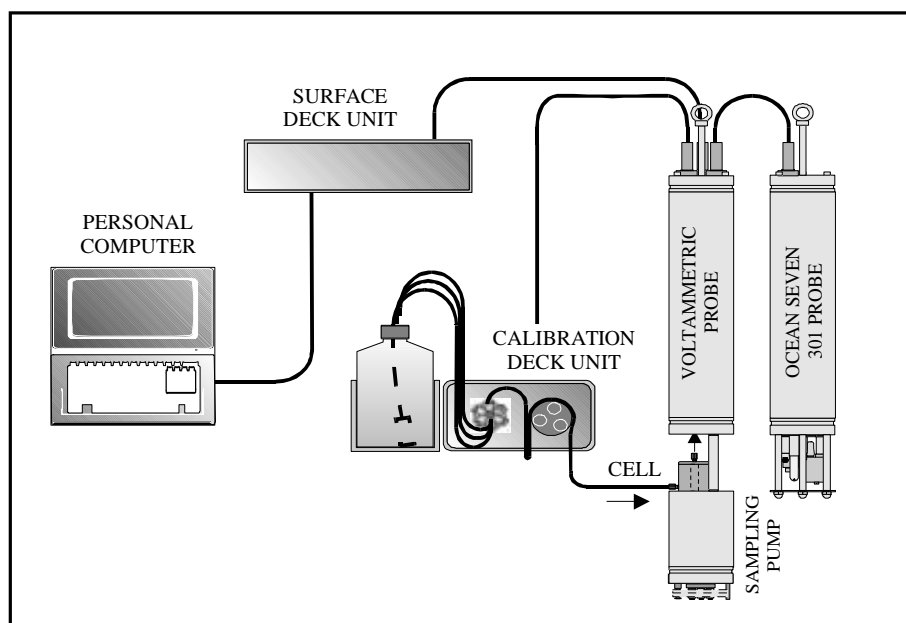 SURFACE
DECK UNIT
PERSONAL
COMPUTER
CALIBRATION
DECK UNIT
CELL
VOLTAMMETRIC
PROBE
OCEAN SEVEN
301 PROBE
SAMPLING
PUMP